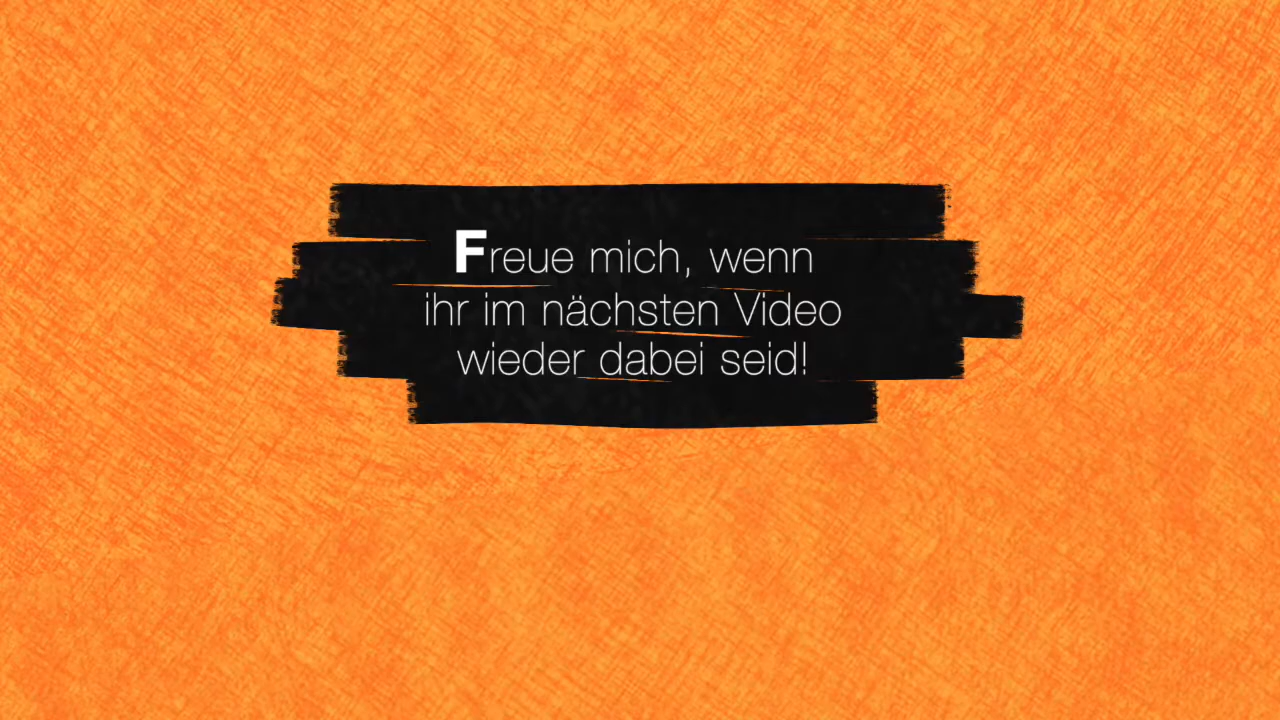 Freue mich, wenn
ihr im nächsten Video
wieder dabei seid!